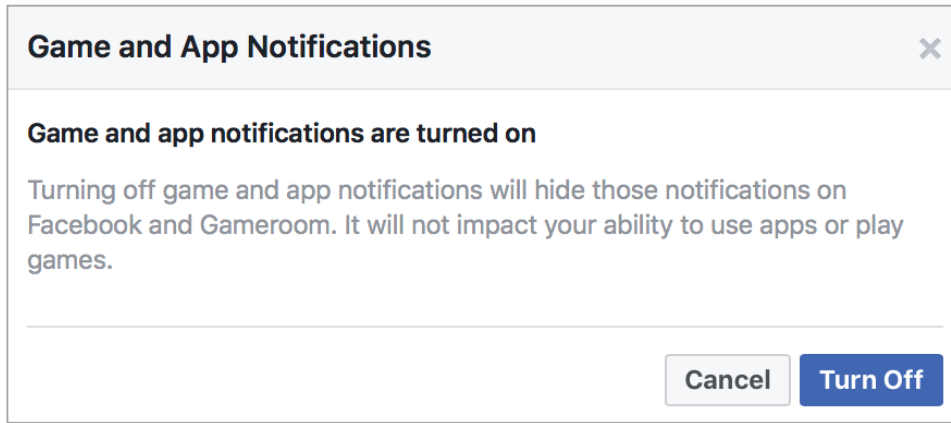 Game and App Notifications
Game and app notifications are turned on
Turning off game and app notifications will hide those notifications on
Facebook and Gameroom. It will not impact your ability to use apps or play
games.
Cancel Turn Off